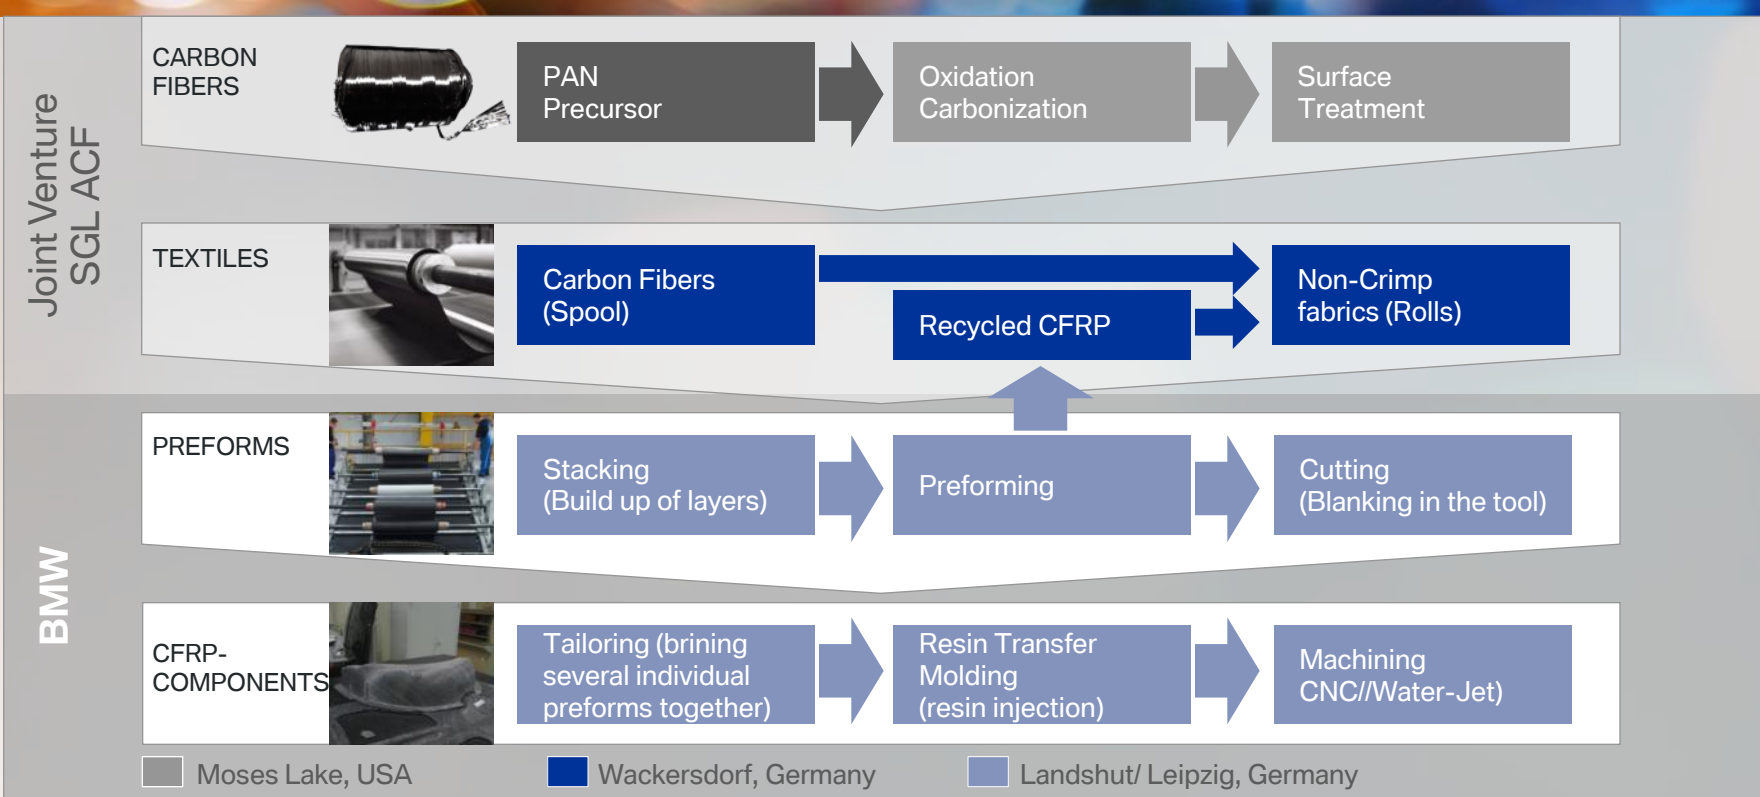 Joint Venture
SGL ACF
CARBON
FIBERS
PAN
Precursor
Oxidation
Carbonization
Surface
Treatment
TEXTILES
Carbon Fibers
(Spool)
Recycled CFRP
Non-Crimp
fabrics (Rolls)
BMW
PREFORMS
Stacking
(Build up of layers)
Preforming
Cutting
(Blanking in the tool)
CFRP-
COMPONENTS
Tailoring (brining
several individual
preforms together)
Resin Transfer
Molding
(resin injection)
Machining
CNC//Water-Jet)
Moses Lake, USA
Wackersdorf, Germany
Landshut/ Leipzig, Germany